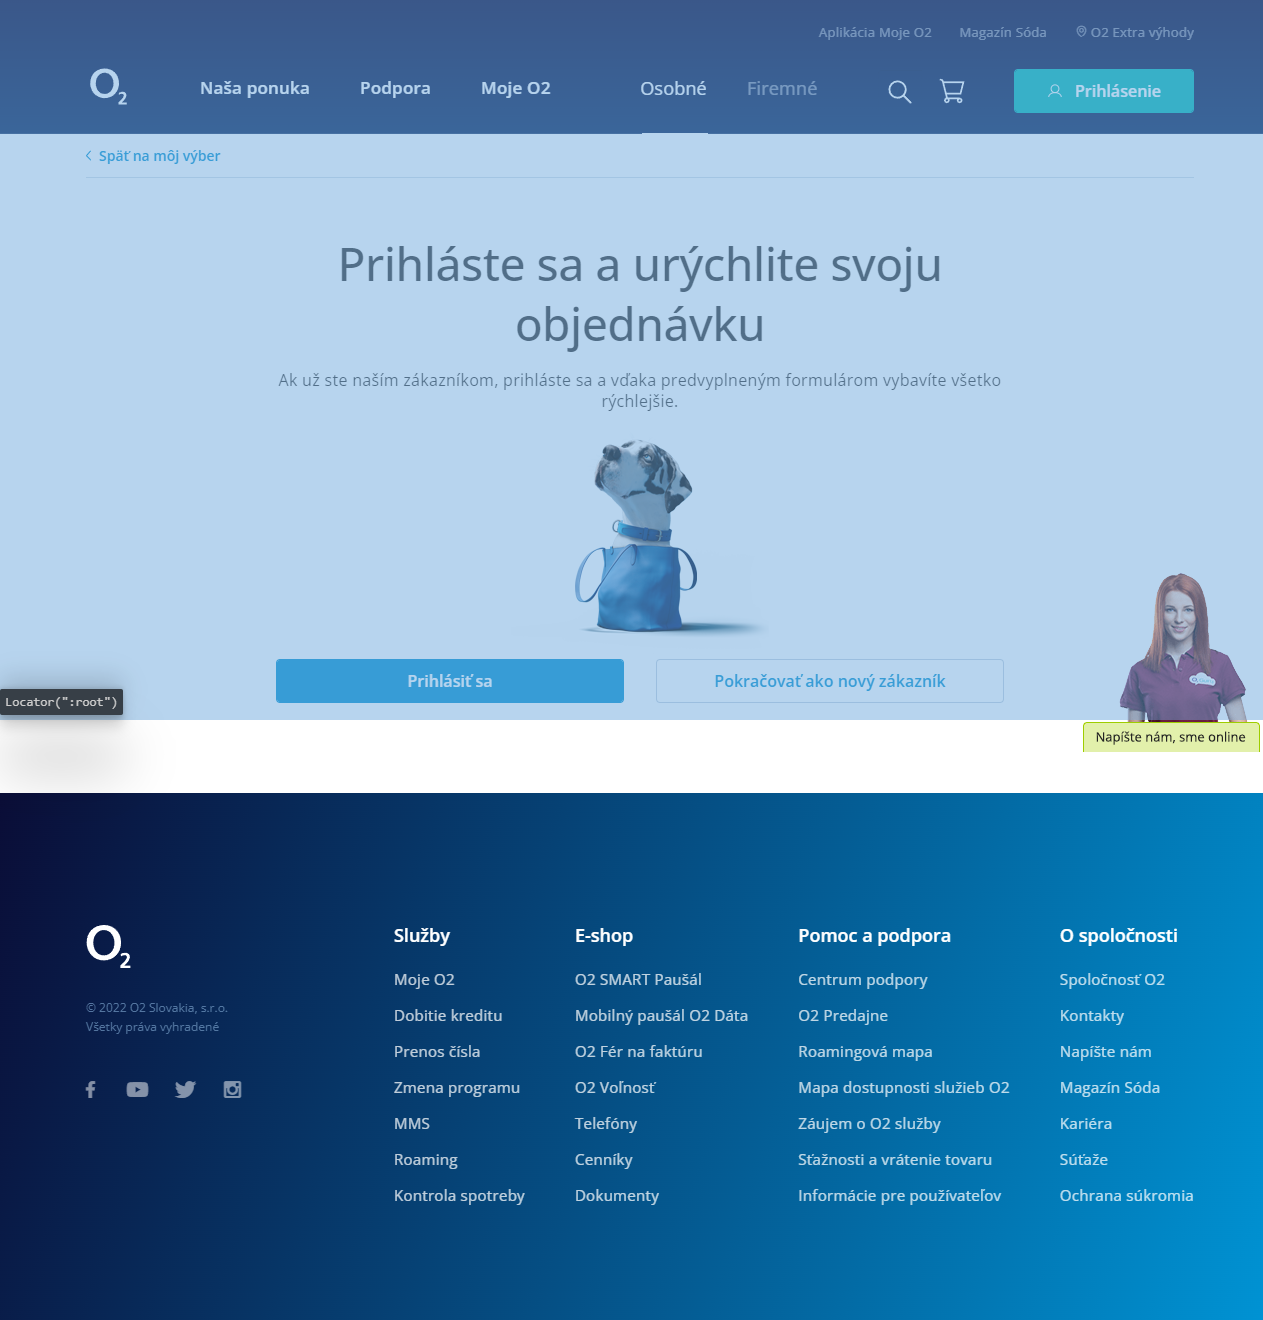 Aplikácia Moje O2
Magazín Sóda
O2 Extra výhody
O2
Naša ponuka
Podpora
Moje O2
Osobné
Firemné
Prihlásenie
Späť na môj výber
Prihláste sa a urýchlite svoju
objednávku
Ak už ste naším zákazníkom, prihláste sa a vďaka predvyplneným formulárom vybavíte všetko
rýchlejšie.
Prihlásiť sa
Pokračovať ako nový zákazník
Locator(":root")
Napíšte nám, sme online
O2
© 2022 O2 Slovakia, s.r.o.
Všetky práva vyhradené
Služby
Moje O2
Dobitie kreditu
Prenos čísla
Zmena programu
MMS
Roaming
Kontrola spotreby
E-shop
O2 SMART Paušál
Mobilný paušál O2 Dáta
O2 Fér na faktúru
O2 Voľnosť
Telefóny
Cenníky
Dokumenty
Pomoc a podpora
Centrum podpory
O2 Predajne
Roamingová mapa
Mapa dostupnosti služieb O2
Záujem o O2 služby
Sťažnosti a vrátenie tovaru
Informácie pre používateľov
O spoločnosti
Spoločnosť O2
Kontakty
Napíšte nám
Magazín Sóda
Kariéra
Súťaže
Ochrana súkromia